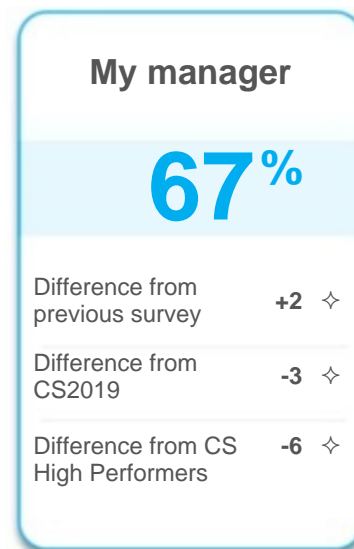 My manager
67%
Difference from
previous survey +2 ✧
Difference from
CS2019 -3 ✧
Difference from CS -6 ✧
High Performers